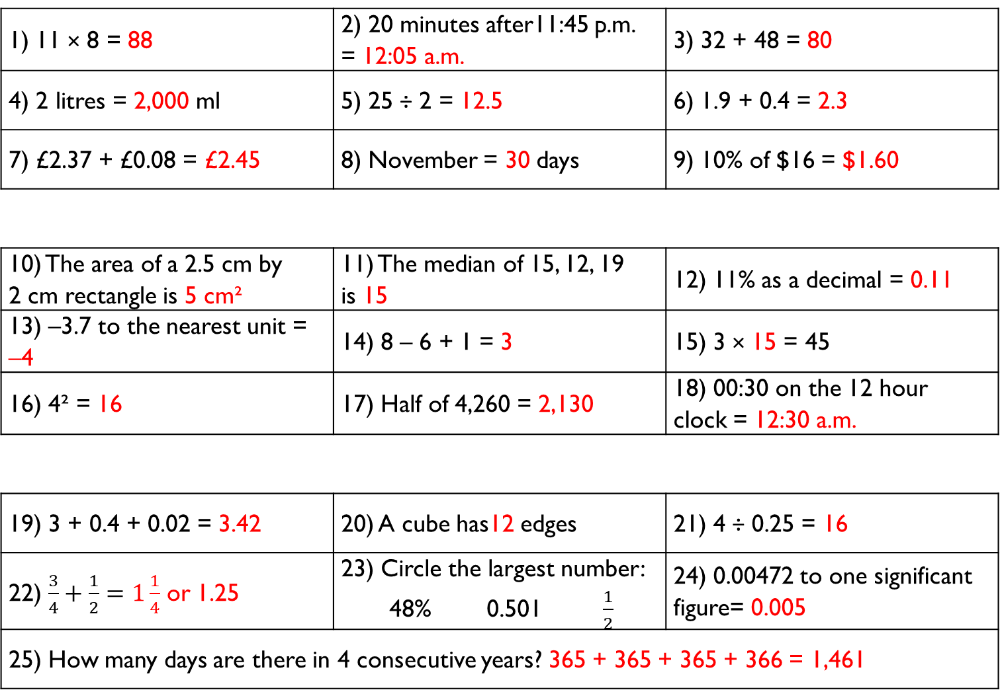 1) 11 × 8 = 88
2) 20 minutes after11:45 p.m.
= 12:05 a.m.
3) 32 + 48 = 80
4) 2 litres = 2,000 ml
5) 25 ÷ 2 = 12.5
6) 1.9 + 0.4 = 2.3
7) £2.37 + £0.08 = £2.45
8) November = 30 days
9) 10% of $16 = $1.60
10) The area of a 2.5 cm by
2 cm rectangle is 5 cm²
11) The median of 15, 12, 19
is 15
12) 11% as a decimal = 0.11
13) –3.7 to the nearest unit =
–4
14) 8 – 6 + 1 = 3
15) 3 × 15 = 45
16) 4² = 16
17) Half of 4,260 = 2,130
18) 00:30 on the 12 hour
clock = 12:30 a.m.
19) 3 + 0.4 + 0.02 = 3.42
20) A cube has 12 edges
21) 4 ÷ 0.25 = 16
22) 3/4 + 1/2 = 1 1/4 or 1.25
23) Circle the largest number:
48% 0.501 1/2
24) 0.00472 to one significant
figure= 0.005
25) How many days are there in 4 consecutive years? 365 + 365 + 365 + 366 = 1,461